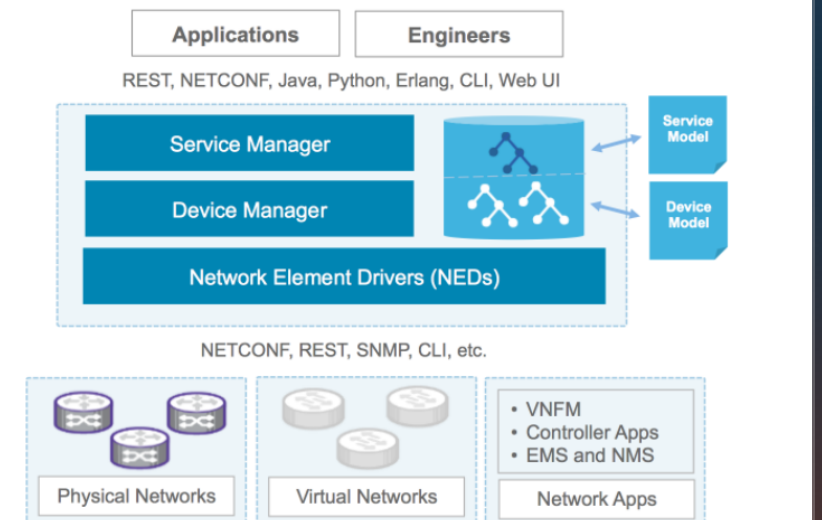 Applications
Engineers
REST, NETCONF, Java, Python, Erlang, CLI, Web UI
Service Manager
Service
Model
Device Manager
Device
Model
Network Element Drivers (NEDs)
NETCONF, REST, SNMP, CLI, etc.
Physical Networks
Virtual Networks
• VNFM
• Controller Apps
• EMS and NMS
Network Apps